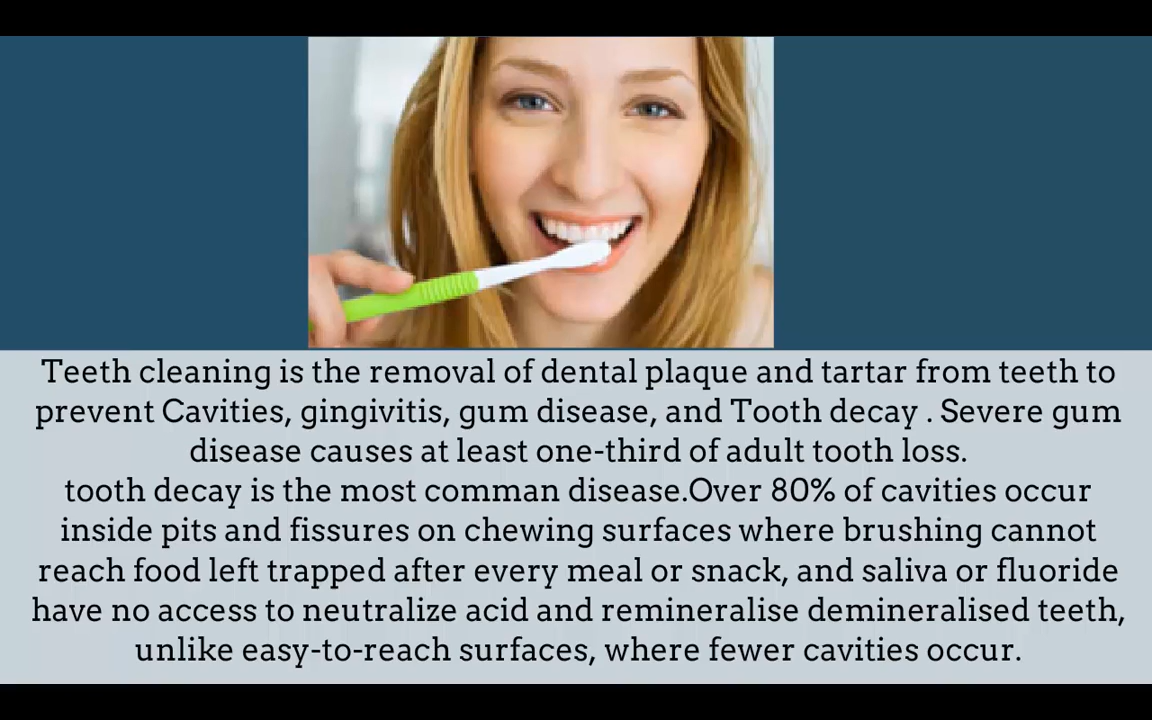 Teeth cleaning is the removal of dental plaque and tartar from teeth to
prevent Cavities, gingivitis, gum disease, and Tooth decay . Severe gum
disease causes at least one-third of adult tooth loss.
tooth decay is the most comman disease.Over 80% of cavities occur
inside pits and fissures on chewing surfaces where brushing cannot
reach food left trapped after every meal or snack, and saliva or fluoride
have no access to neutralize acid and remineralise demineralised teeth,
unlike easy-to-reach surfaces, where fewer cavities occur.